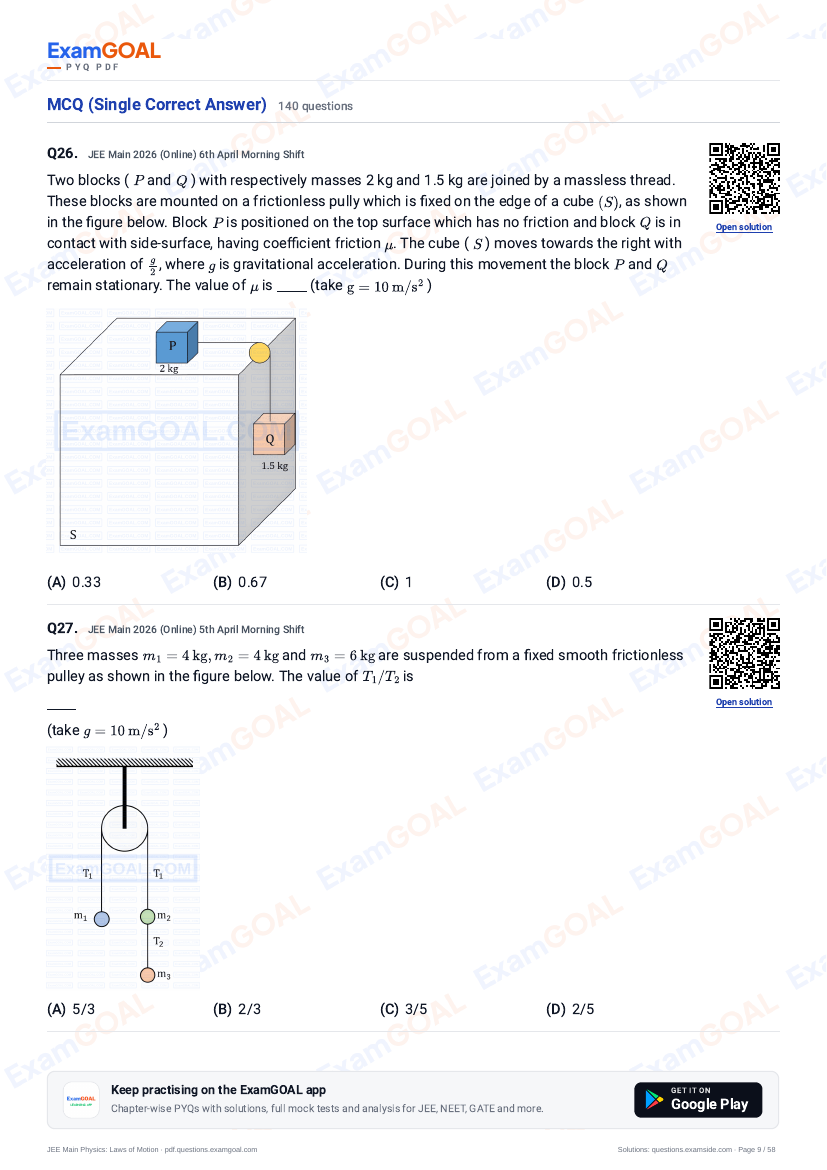 ExamGOAL
PYQ PDF
MCQ (Single Correct Answer) 140 questions
Q26. JEE Main 2026 (Online) 6th April Morning Shift
Two blocks ( P and Q ) with respectively masses 2 kg and 1.5 kg are joined by a massless thread.
These blocks are mounted on a frictionless pully which is fixed on the edge of a cube (S), as shown
in the figure below. Block P is positioned on the top surface which has no friction and block Q is in
contact with side-surface, having coefficient friction μ. The cube ( S ) moves towards the right with
acceleration of g/2, where g is gravitational acceleration. During this movement the block P and Q
remain stationary. The value of μ is ____ (take g = 10 m/s² )
Open solution
P
2 kg
ExamGOAL.COM
Q
1.5 kg
S
(A) 0.33 (B) 0.67 (C) 1 (D) 0.5
Q27. JEE Main 2026 (Online) 5th April Morning Shift
Three masses m₁ = 4 kg, m₂ = 4 kg and m₃ = 6 kg are suspended from a fixed smooth frictionless
pulley as shown in the figure below. The value of T₁/T₂ is
____
(take g = 10 m/s² )
Open solution
ExamGOAL.COM
T₁ T₁
m₁ m₂
T₂
m₃
(A) 5/3 (B) 2/3 (C) 3/5 (D) 2/5
Keep practising on the ExamGOAL app
Chapter-wise PYQs with solutions, full mock tests and analysis for JEE, NEET, GATE and more.
ExamGOAL
GET IT ON
Google Play
JEE Main Physics: Laws of Motion · pdf.questions.examgoal.com Solutions: questions.examside.com · Page 9 / 58